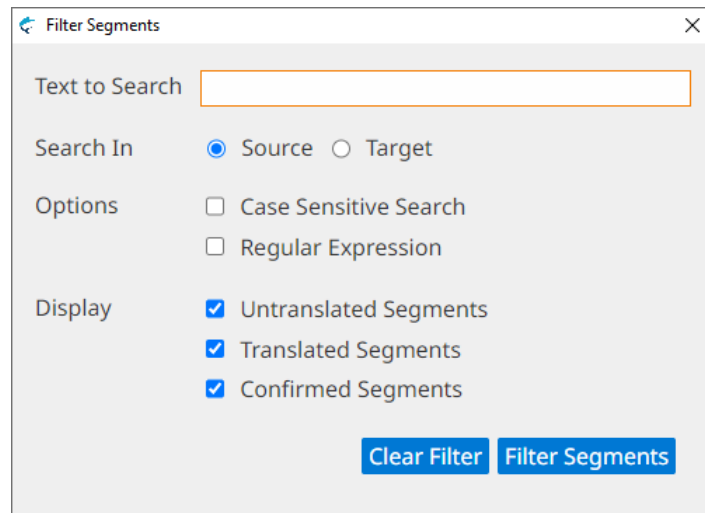 Filter Segments
Text to Search
Search In Source Target
Options Case Sensitive Search
Regular Expression
Display Untranslated Segments
Translated Segments
Confirmed Segments
Clear Filter Filter Segments